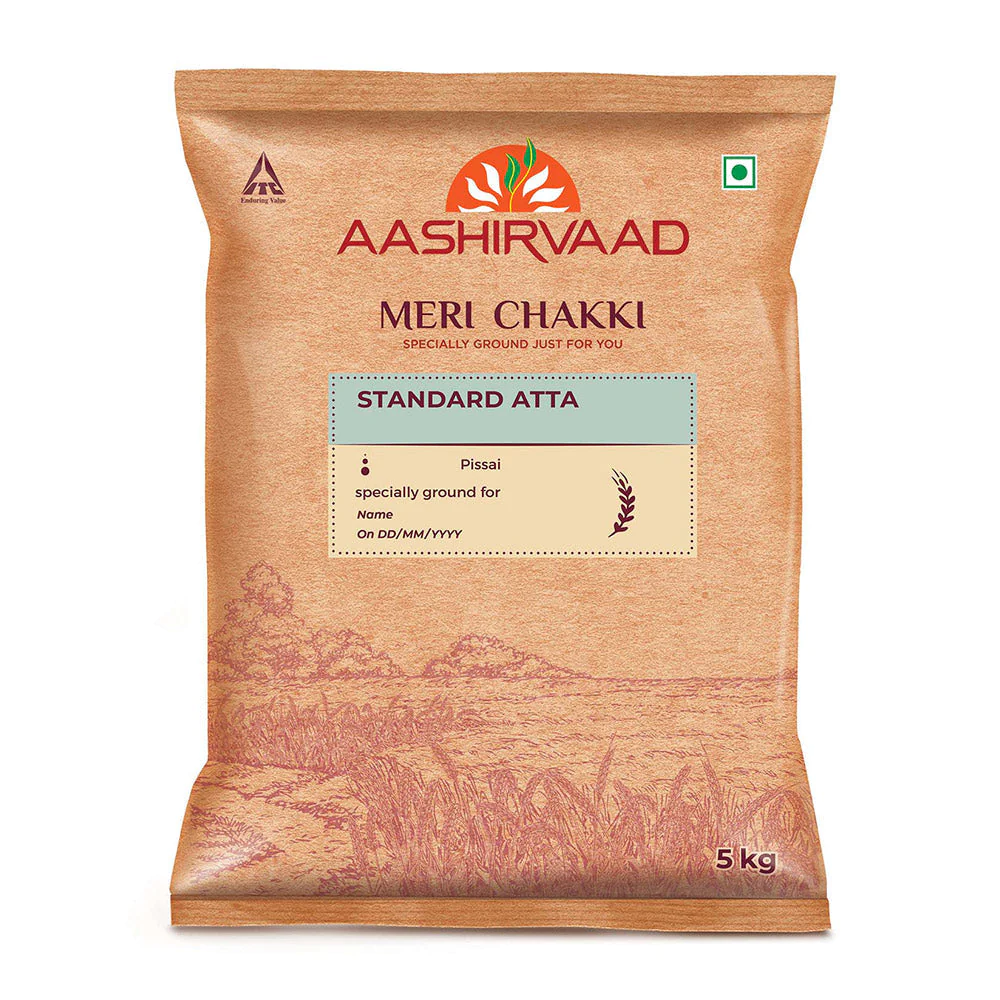 ITC
Enduring Value
AASHIRVAAD
MERI CHAKKI
SPECIALLY GROUND JUST FOR YOU
STANDARD ATTA
Pissai
specially ground for
Name
On DD/MM/YYYY
5 kg